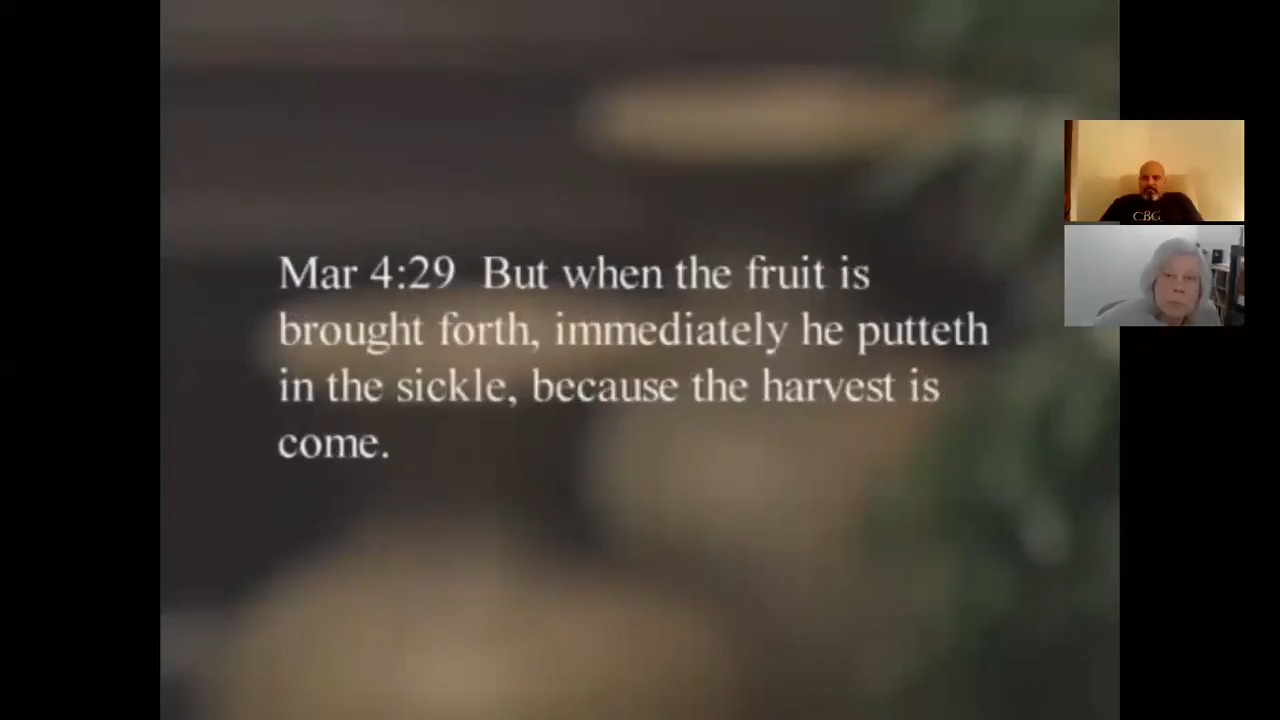 Mar 4:29  But when the fruit is
brought forth, immediately he putteth
in the sickle, because the harvest is
come.
CBG